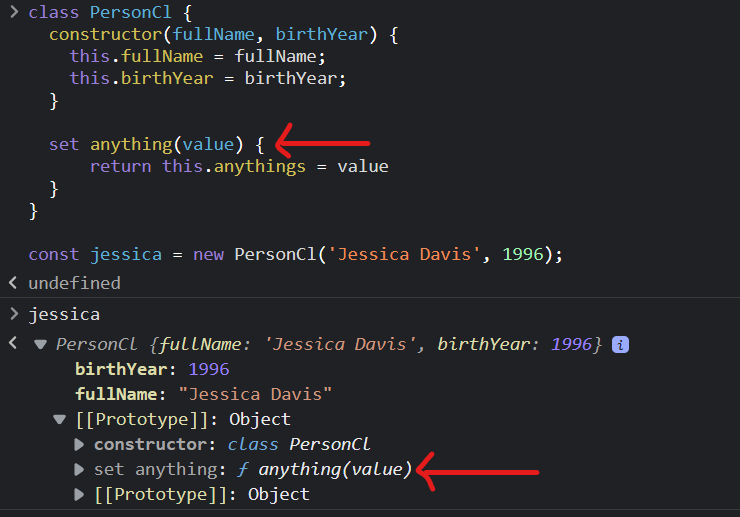 class PersonCl {
constructor(fullName, birthYear) {
this.fullName = fullName;
this.birthYear = birthYear;
}
set anything(value) {
return this.anythings = value
}
}
const jessica = new PersonCl('Jessica Davis', 1996);
undefined
jessica
PersonCl {fullName: 'Jessica Davis', birthYear: 1996} i
birthYear: 1996
fullName: "Jessica Davis"
[[Prototype]]: Object
constructor: class PersonCl
set anything: ƒ anything(value)
[[Prototype]]: Object